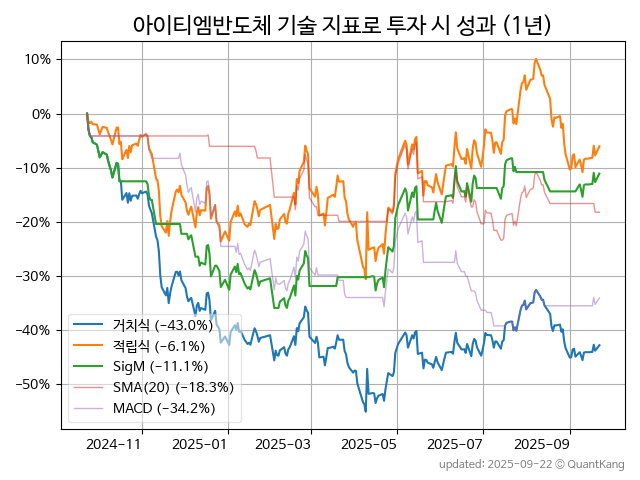 아이티엠반도체 기술 지표로 투자 시 성과 (1년)
10%
0%
−10%
−20%
−30%
−40%
−50%
거치식 (−43.0%)
적립식 (−6.1%)
SigM (−11.1%)
SMA(20) (−18.3%)
MACD (−34.2%)
2024-11 2025-01 2025-03 2025-05 2025-07 2025-09
updated: 2025-09-22 © QuantKang